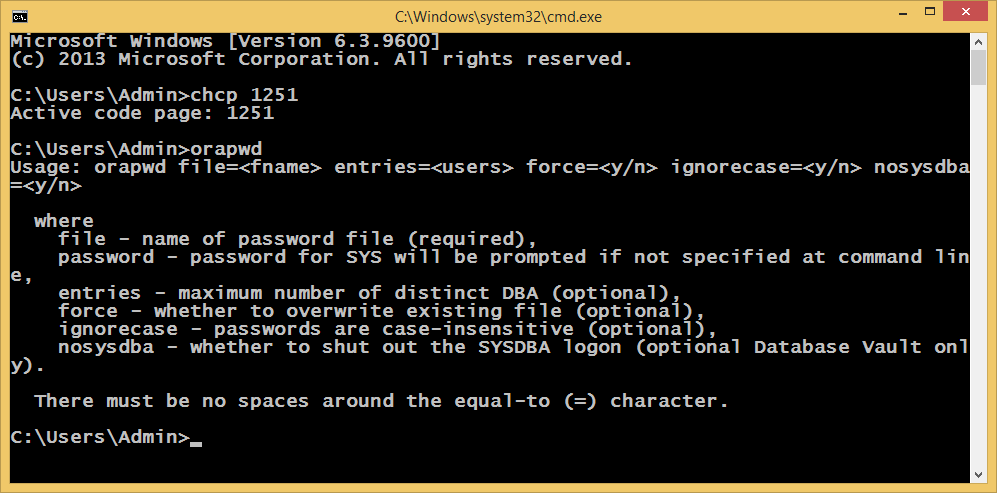 C:\Windows\system32\cmd.exe
Microsoft Windows [Version 6.3.9600]
(c) 2013 Microsoft Corporation. All rights reserved.
C:\Users\Admin>chcp 1251
Active code page: 1251
C:\Users\Admin>orapwd
Usage: orapwd file=<fname> entries=<users> force=<y/n> ignorecase=<y/n> nosysdba
=<y/n>
where
file - name of password file (required),
password - password for SYS will be prompted if not specified at command lin
e,
entries - maximum number of distinct DBA (optional),
force - whether to overwrite existing file (optional),
ignorecase - passwords are case-insensitive (optional),
nosysdba - whether to shut out the SYSDBA logon (optional Database Vault onl
y).
There must be no spaces around the equal-to (=) character.
C:\Users\Admin>_